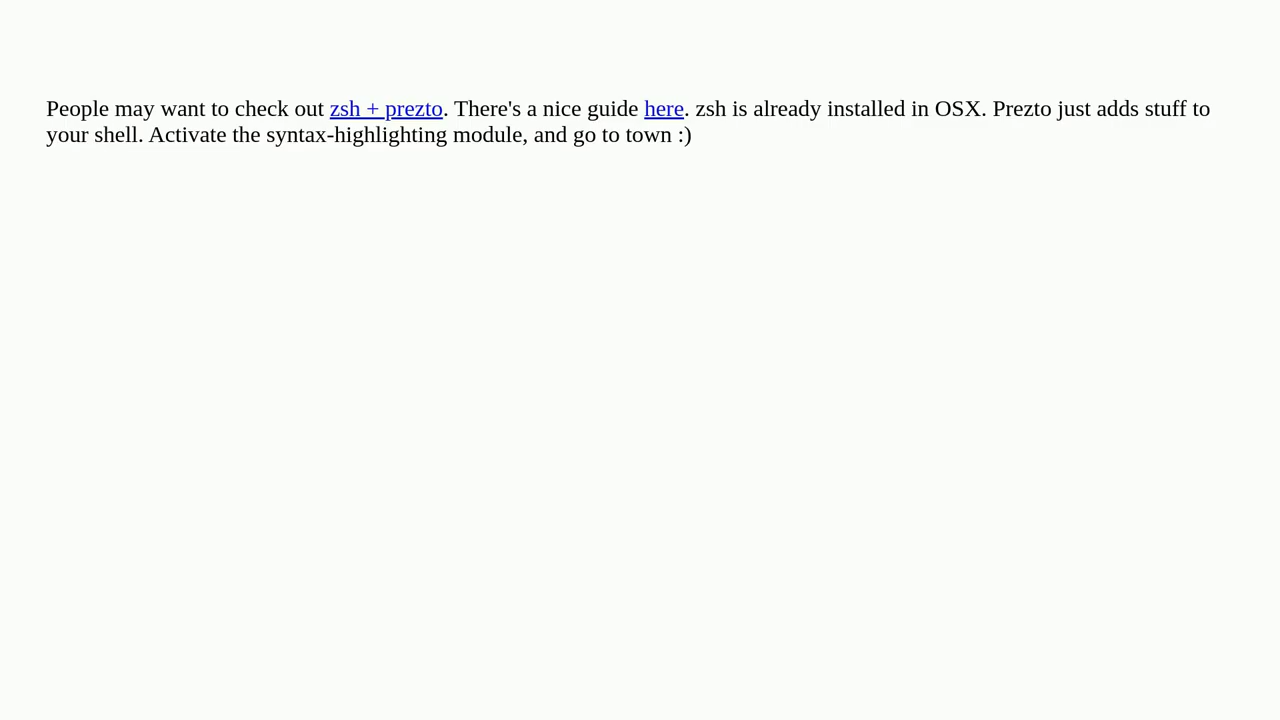 People may want to check out zsh + prezto. There's a nice guide here. zsh is already installed in OSX. Prezto just adds stuff to
your shell. Activate the syntax-highlighting module, and go to town :)